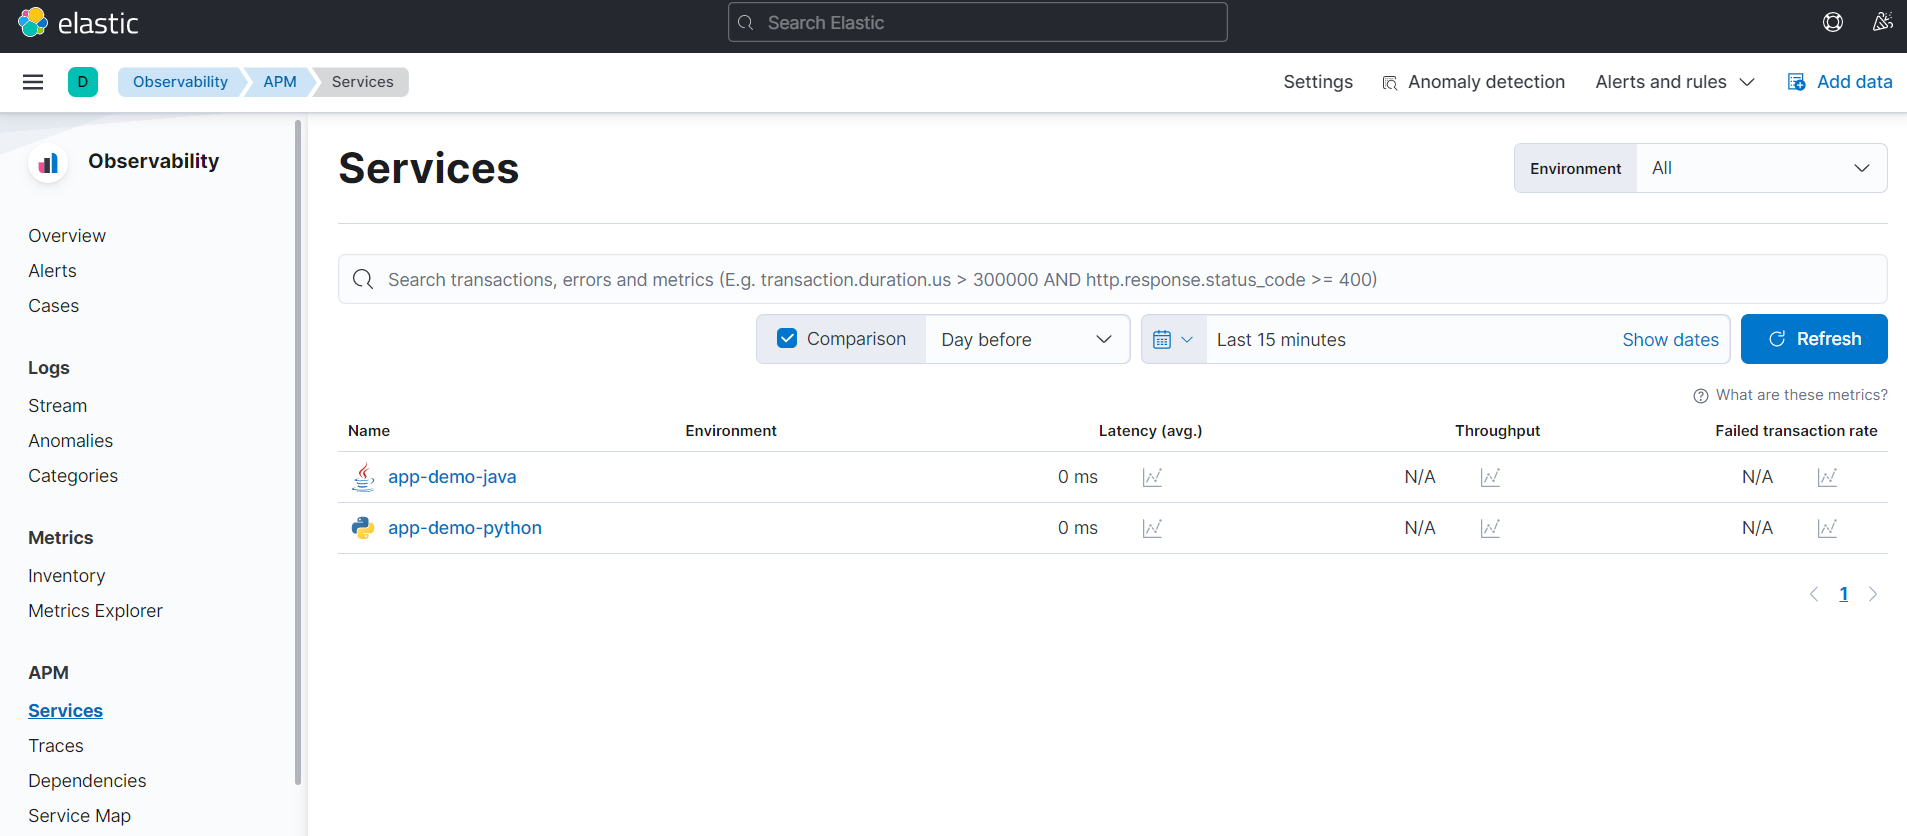 elastic
Search Elastic
D
Observability
APM
Services
Settings
Anomaly detection
Alerts and rules
Add data
Observability
Overview
Alerts
Cases
Logs
Stream
Anomalies
Categories
Metrics
Inventory
Metrics Explorer
APM
Services
Traces
Dependencies
Service Map
Services
Environment
All
Search transactions, errors and metrics (E.g. transaction.duration.us > 300000 AND http.response.status_code >= 400)
Comparison
Day before
Last 15 minutes
Show dates
Refresh
What are these metrics?
Name Environment Latency (avg.) Throughput Failed transaction rate
app-demo-java 0 ms N/A N/A
app-demo-python 0 ms N/A N/A
1